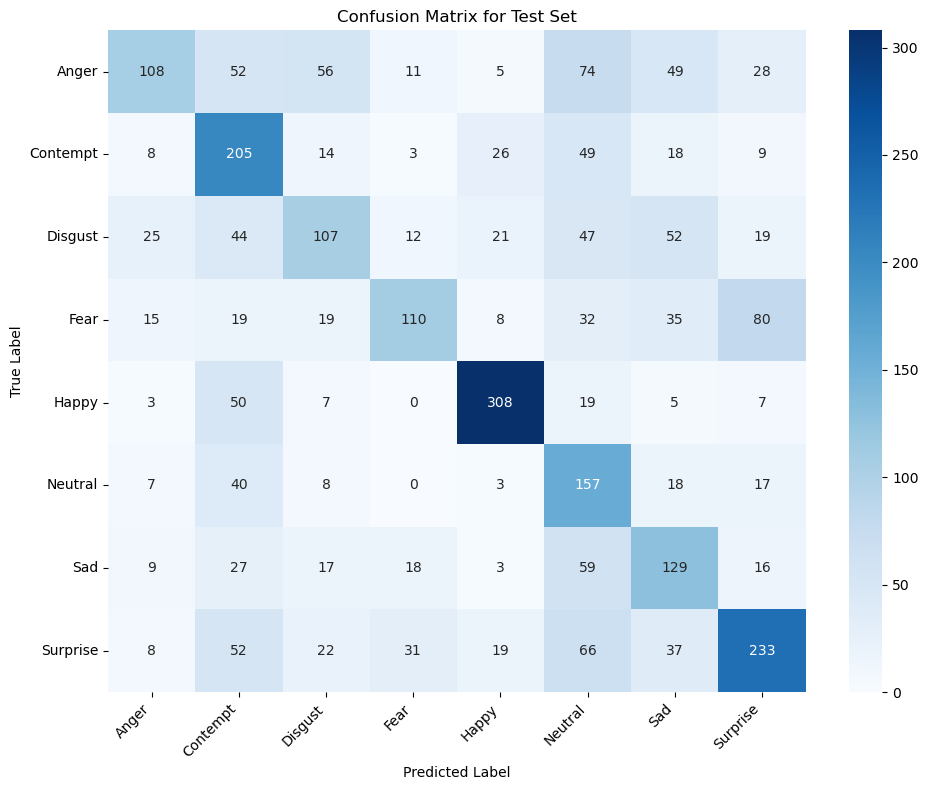 Confusion Matrix for Test Set
Anger 108 52 56 11 5 74 49 28
Contempt 8 205 14 3 26 49 18 9
Disgust 25 44 107 12 21 47 52 19
Fear 15 19 19 110 8 32 35 80
Happy 3 50 7 0 308 19 5 7
Neutral 7 40 8 0 3 157 18 17
Sad 9 27 17 18 3 59 129 16
Surprise 8 52 22 31 19 66 37 233
True Label
Anger Contempt Disgust Fear Happy Neutral Sad Surprise
Predicted Label
300
250
200
150
100
50
0